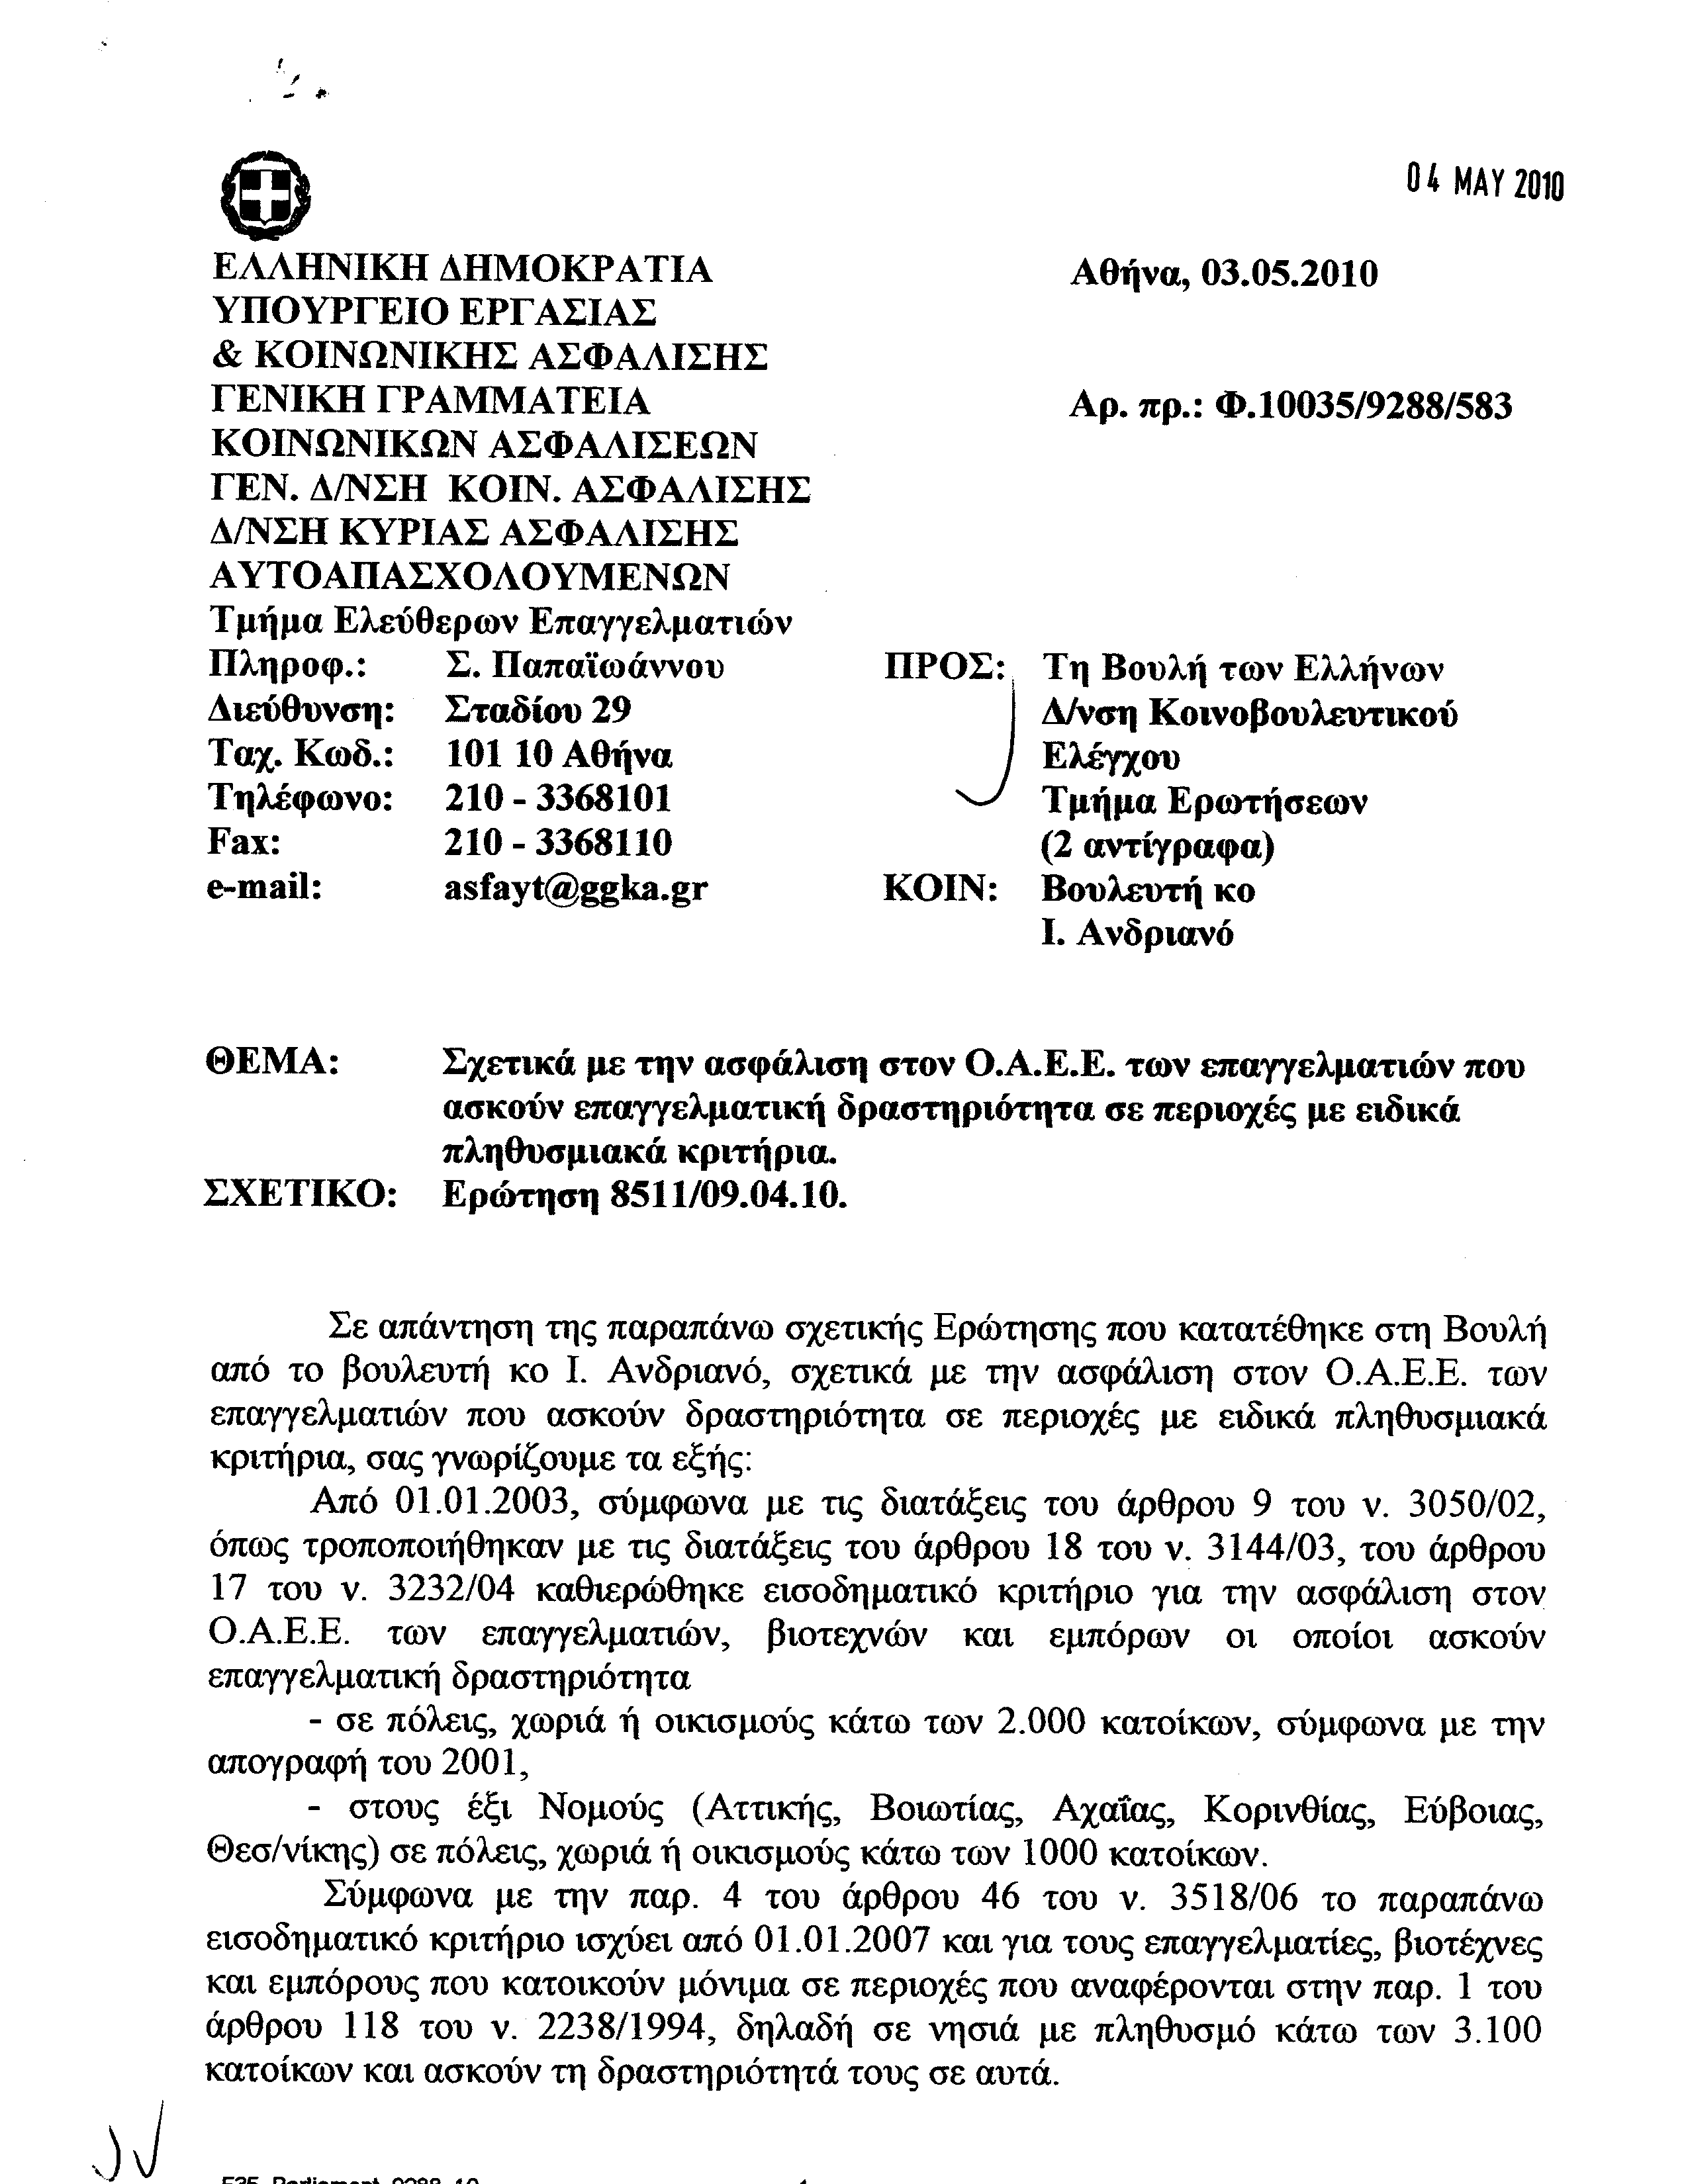 04 MAY 2010
ΕΛΛΗΝΙΚΗ ΔΗΜΟΚΡΑΤΙΑ
Αθήνα, 03.05.2010
ΥΠΟΥΡΓΕΙΟ ΕΡΓΑΣΙΑΣ
& ΚΟΙΝΩΝΙΚΗΣ ΑΣΦΑΛΙΣΗΣ
ΓΕΝΙΚΗ ΓΡΑΜΜΑΤΕΙΑ
Αρ. πρ.: Φ.10035/9288/583
ΚΟΙΝΩΝΙΚΩΝ ΑΣΦΑΛΙΣΕΩΝ
ΓΕΝ. Δ/ΝΣΗ ΚΟΙΝ. ΑΣΦΑΛΙΣΗΣ
Δ/ΝΣΗ ΚΥΡΙΑΣ ΑΣΦΑΛΙΣΗΣ
ΑΥΤΟΑΠΑΣΧΟΛΟΥΜΕΝΩΝ
Τμήμα Ελεύθερων Επαγγελματιών
Πληροφ.: Σ. Παπαϊωάννου
Διεύθυνση: Σταδίου 29
Ταχ. Κωδ.: 101 10 Αθήνα
Τηλέφωνο: 210 - 3368101
Fax: 210 - 3368110
e-mail: asfayt@ggka.gr
ΠΡΟΣ: Τη Βουλή των Ελλήνων
Δ/νση Κοινοβουλευτικού
Ελέγχου
Τμήμα Ερωτήσεων
(2 αντίγραφα)
ΚΟΙΝ: Βουλευτή κο
Ι. Ανδριανό
ΘΕΜΑ: Σχετικά με την ασφάλιση στον Ο.Α.Ε.Ε. των επαγγελματιών που
ασκούν επαγγελματική δραστηριότητα σε περιοχές με ειδικά
πληθυσμιακά κριτήρια.
ΣΧΕΤΙΚΟ: Ερώτηση 8511/09.04.10.
Σε απάντηση της παραπάνω σχετικής Ερώτησης που κατατέθηκε στη Βουλή
από το βουλευτή κο Ι. Ανδριανό, σχετικά με την ασφάλιση στον Ο.Α.Ε.Ε. των
επαγγελματιών που ασκούν δραστηριότητα σε περιοχές με ειδικά πληθυσμιακά
κριτήρια, σας γνωρίζουμε τα εξής:
Από 01.01.2003, σύμφωνα με τις διατάξεις του άρθρου 9 του ν. 3050/02,
όπως τροποποιήθηκαν με τις διατάξεις του άρθρου 18 του ν. 3144/03, του άρθρου
17 του ν. 3232/04 καθιερώθηκε εισοδηματικό κριτήριο για την ασφάλιση στον
Ο.Α.Ε.Ε. των επαγγελματιών, βιοτεχνών και εμπόρων οι οποίοι ασκούν
επαγγελματική δραστηριότητα
- σε πόλεις, χωριά ή οικισμούς κάτω των 2.000 κατοίκων, σύμφωνα με την
απογραφή του 2001,
- στους έξι Νομούς (Αττικής, Βοιωτίας, Αχαΐας, Κορινθίας, Εύβοιας,
Θεσ/νίκης) σε πόλεις, χωριά ή οικισμούς κάτω των 1000 κατοίκων.
Σύμφωνα με την παρ. 4 του άρθρου 46 του ν. 3518/06 το παραπάνω
εισοδηματικό κριτήριο ισχύει από 01.01.2007 και για τους επαγγελματίες, βιοτέχνες
και εμπόρους που κατοικούν μόνιμα σε περιοχές που αναφέρονται στην παρ. 1 του
άρθρου 118 του ν. 2238/1994, δηλαδή σε νησιά με πληθυσμό κάτω των 3.100
κατοίκων και ασκούν τη δραστηριότητά τους σε αυτά.